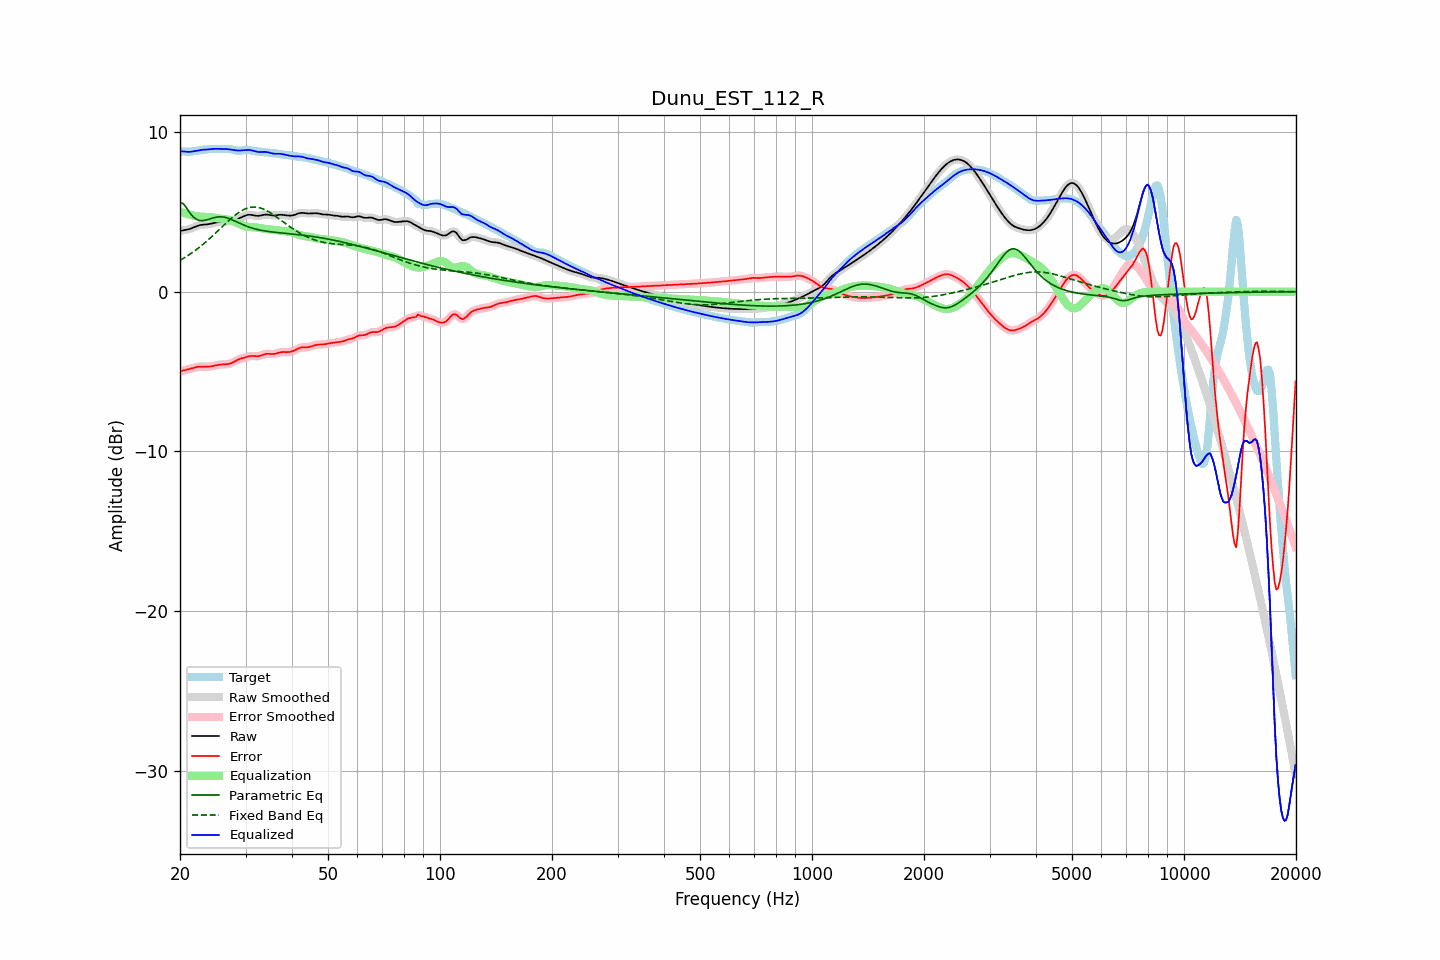 Dunu_EST_112_R
10
0
−10
−20
−30
Amplitude (dBr)
Target
Raw Smoothed
Error Smoothed
Raw
Error
Equalization
Parametric Eq
Fixed Band Eq
Equalized
20 50 100 200 500 1000 2000 5000 10000 20000
Frequency (Hz)